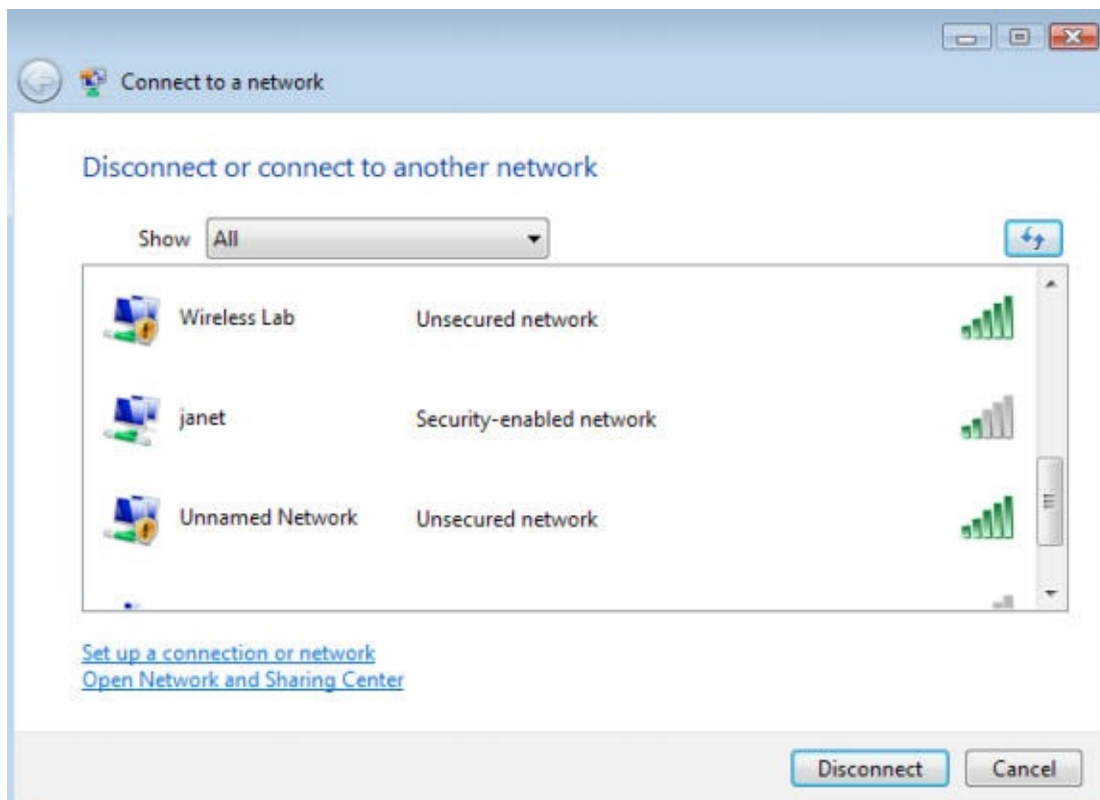 Connect to a network
Disconnect or connect to another network
Show All
Wireless Lab Unsecured network
janet Security-enabled network
Unnamed Network Unsecured network
Set up a connection or network
Open Network and Sharing Center
Disconnect Cancel